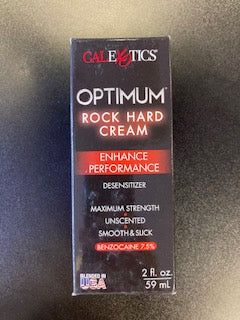 CALEXOTICS®
OPTIMUM®
ROCK HARD
CREAM
ENHANCE
PERFORMANCE
DESENSITIZER
MAXIMUM STRENGTH
UNSCENTED
SMOOTH & SLICK
BENZOCAINE 7.5%
BLENDED IN
USA
2 fl. oz.
59 mL